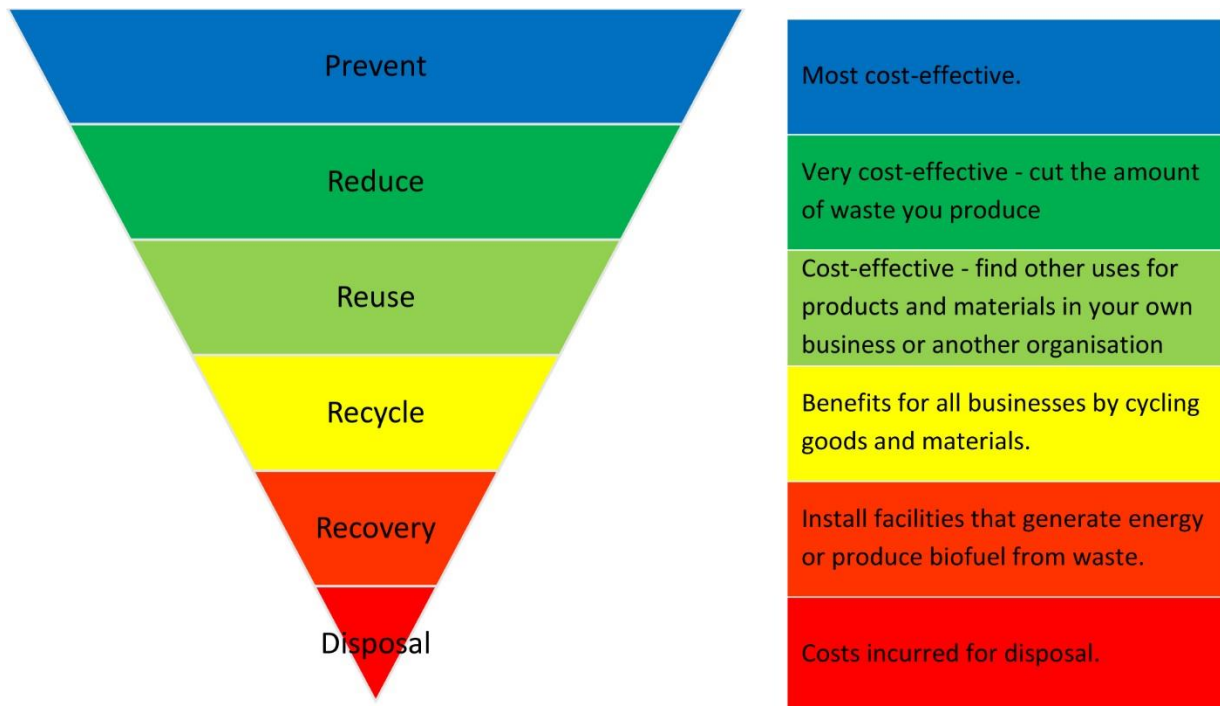 Prevent
Most cost-effective.
Reduce
Very cost-effective - cut the amount
of waste you produce
Reuse
Cost-effective - find other uses for
products and materials in your own
business or another organisation
Recycle
Benefits for all businesses by cycling
goods and materials.
Recovery
Install facilities that generate energy
or produce biofuel from waste.
Disposal
Costs incurred for disposal.